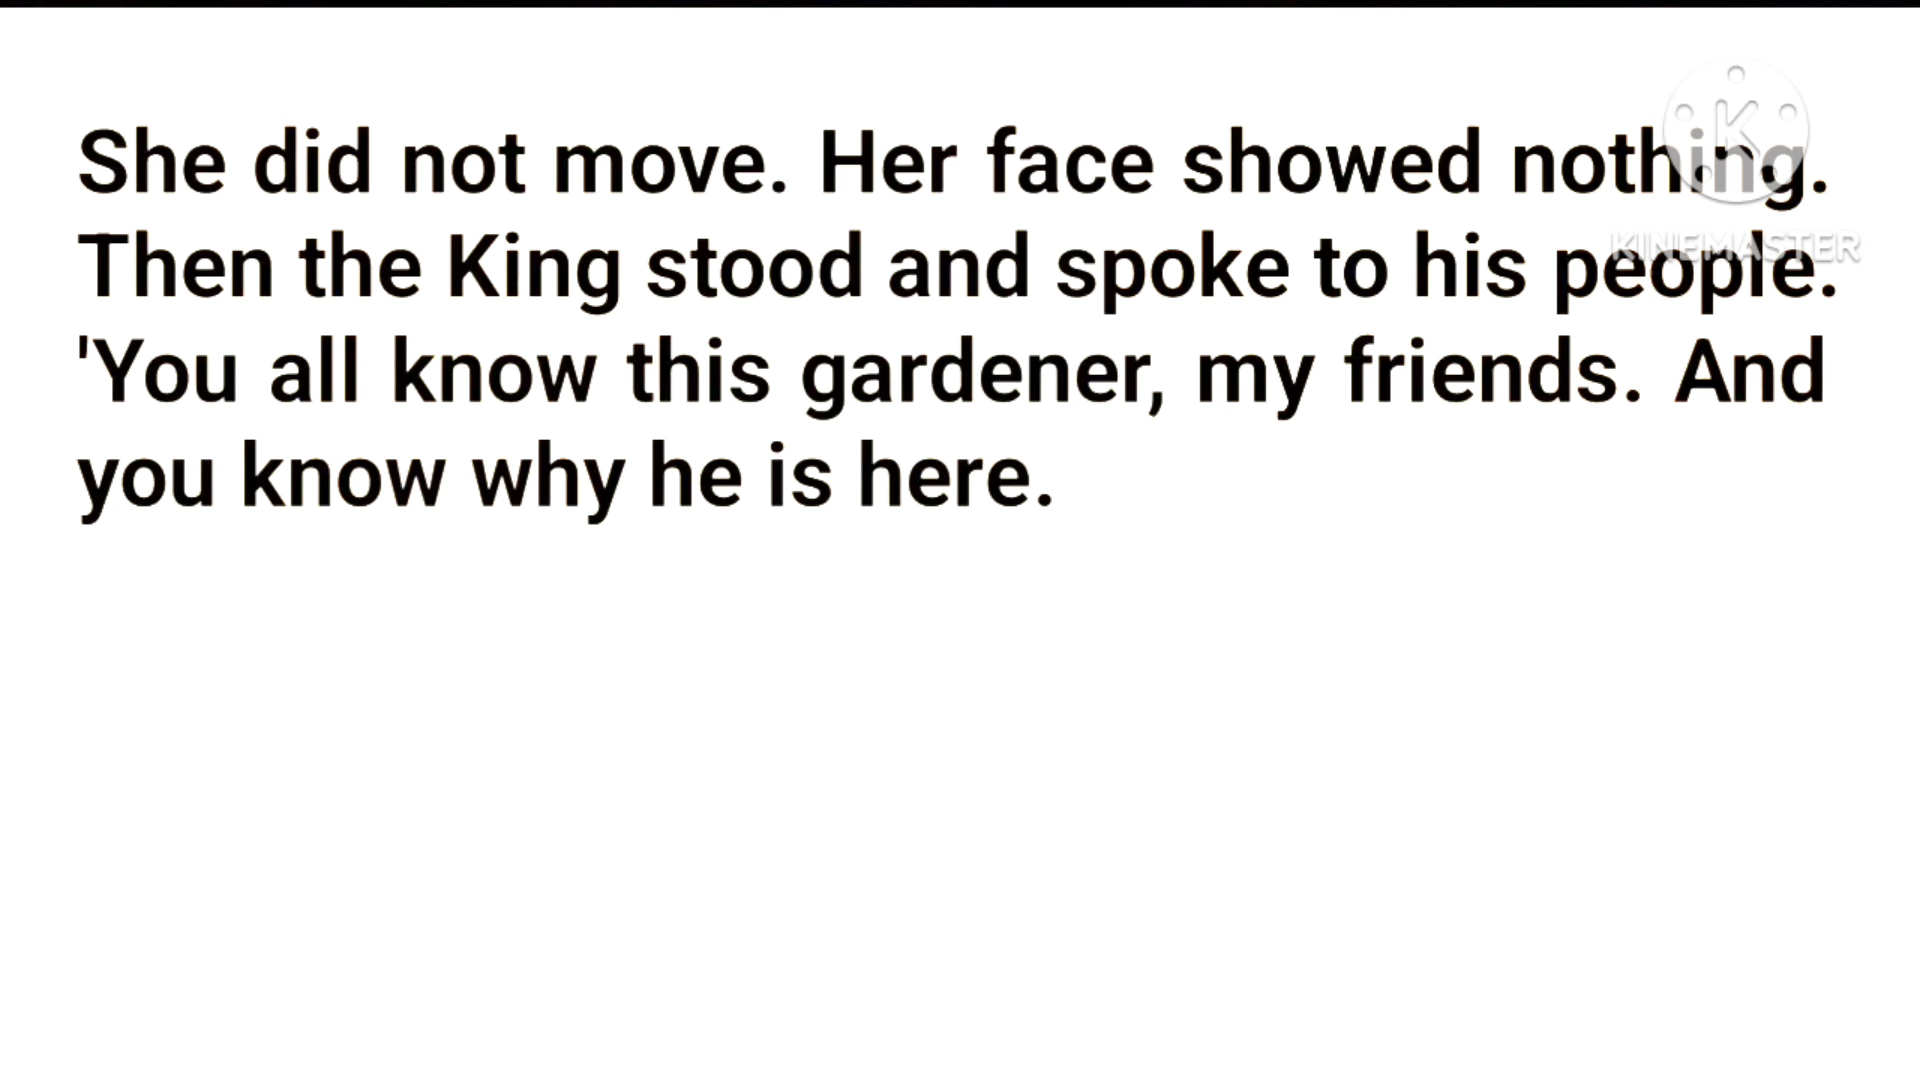 She did not move. Her face showed nothing.
Then the King stood and spoke to his people.
'You all know this gardener, my friends. And
you know why he is here.
K
KINEMASTER